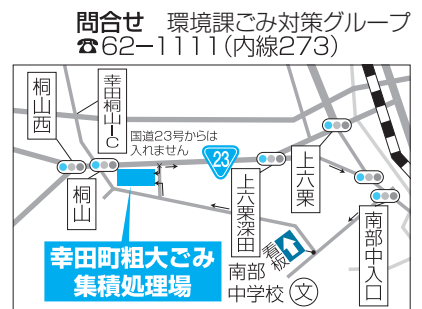 問合せ 環境課ごみ対策グループ
☎62−1111(内線273)
桐山西
幸田桐山IC
国道23号からは
入れません
23
桐山
上六栗深田
上六栗
南部中入口
看板
幸田町粗大ごみ
集積処理場
南部
中学校
文